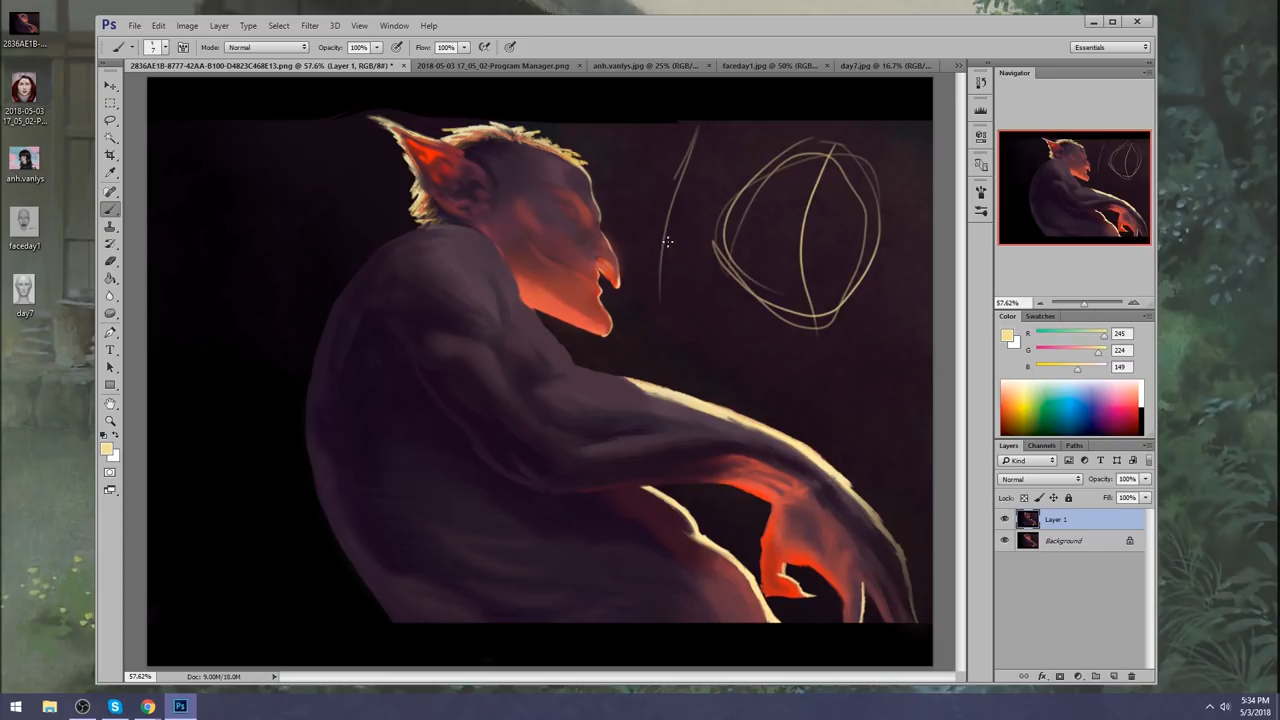 Ps File Edit Image Layer Type Select Filter 3D View Window Help
7 Mode: Normal Opacity: 100% Flow: 100% Essentials
2836AE1B-8777-42AA-B100-D4823C468E13.png @ 57.6% (Layer 1, RGB/8#) * × 2018-05-03 17_05_02-Program Manager.png × anh.vanlys.jpg @ 25% (RGB/... × faceday1.jpg @ 50% (RGB/... × day7.jpg @ 16.7% (RGB/... >>
2836AE1B-...
2018-05-03
17_05_02-P...
anh.vanlys
faceday1
day7
Navigator
57.62%
Color Swatches
R 245
G 224
B 149
Layers Channels Paths
Kind
Normal Opacity: 100%
Lock: Fill: 100%
Layer 1
Background
57.62% Doc: 9.00M/18.0M
Ps
5:34 PM
5/3/2018